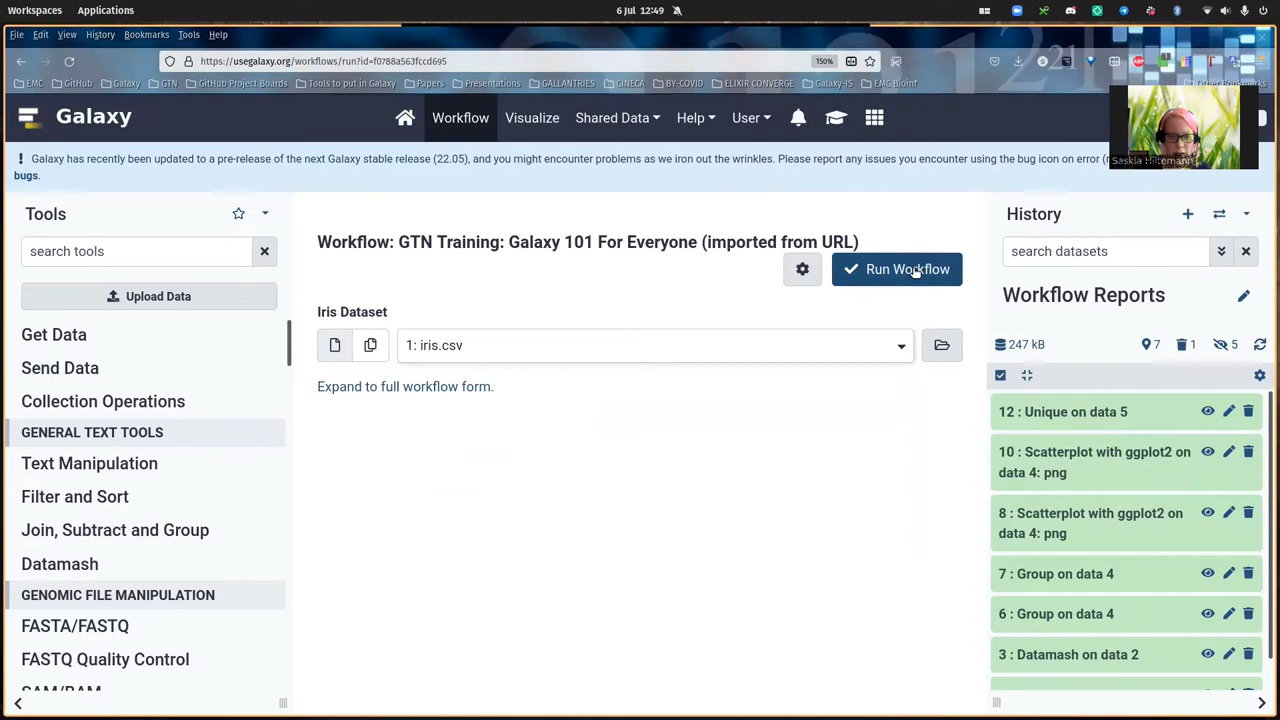 Workspaces Applications 6 Jul 12:49
File Edit View History Bookmarks Tools Help
https://usegalaxy.org/workflows/run?id=f0788a563fccd695 150%
EMC GitHub Galaxy GTN GitHub Project Boards Tools to put in Galaxy Papers Presentations GALLANTRIES CINECA BY-COVID ELIXIR CONVERGE Galaxy-IS EMC Bioinf Other Bookmarks
Galaxy Workflow Visualize Shared Data Help User
Galaxy has recently been updated to a pre-release of the next Galaxy stable release (22.05), and you might encounter problems as we iron out the wrinkles. Please report any issues you encounter using the bug icon on error
bugs.
Saskia Hiltemann
Tools
search tools
Upload Data
Get Data
Send Data
Collection Operations
GENERAL TEXT TOOLS
Text Manipulation
Filter and Sort
Join, Subtract and Group
Datamash
GENOMIC FILE MANIPULATION
FASTA/FASTQ
FASTQ Quality Control
SAM/BAM
Workflow: GTN Training: Galaxy 101 For Everyone (imported from URL)
Run Workflow
Iris Dataset
1: iris.csv
Expand to full workflow form.
History
search datasets
Workflow Reports
247 kB 7 1 5
12 : Unique on data 5
10 : Scatterplot with ggplot2 on
data 4: png
8 : Scatterplot with ggplot2 on
data 4: png
7 : Group on data 4
6 : Group on data 4
3 : Datamash on data 2